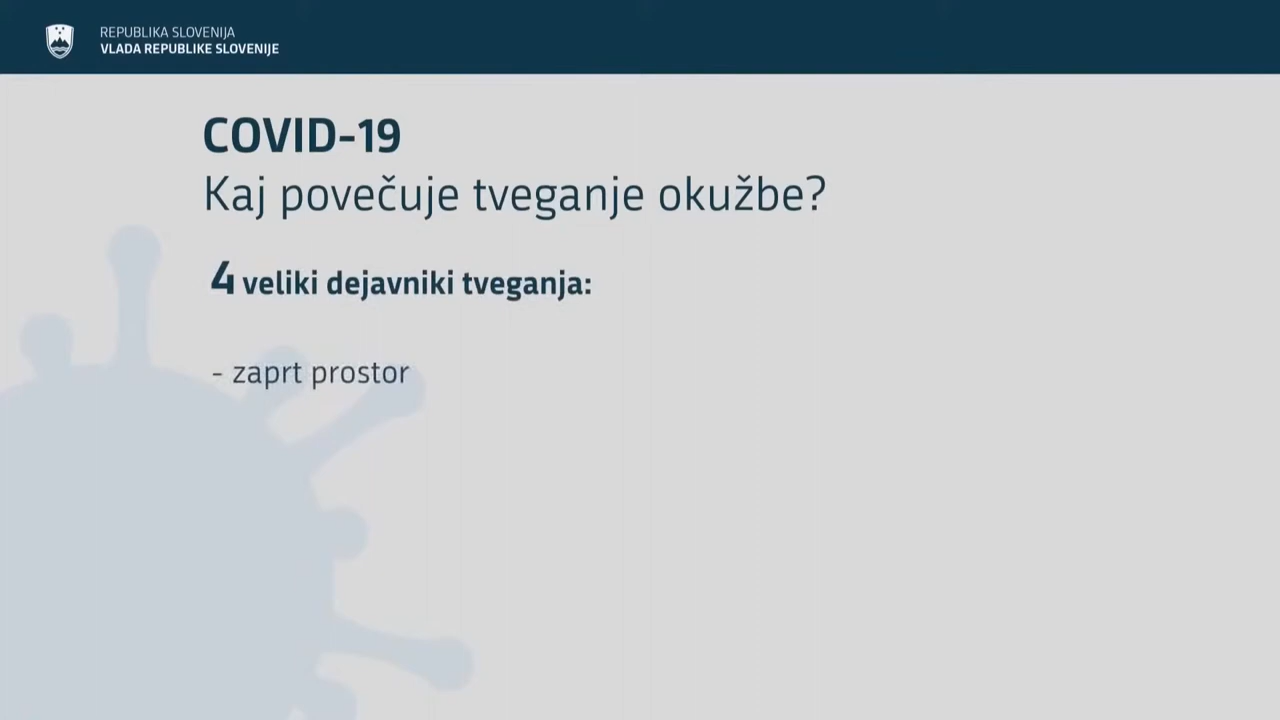 REPUBLIKA SLOVENIJA
VLADA REPUBLIKE SLOVENIJE
COVID-19
Kaj povečuje tveganje okužbe?
4 veliki dejavniki tveganja:
- zaprt prostor